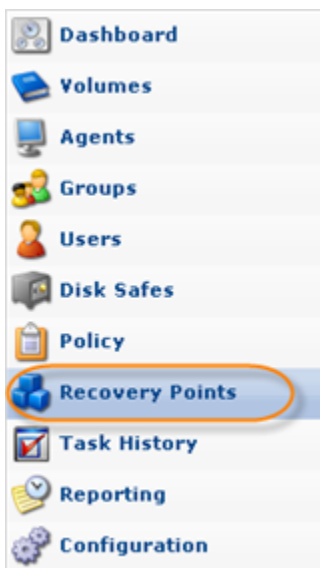 Dashboard
Volumes
Agents
Groups
Users
Disk Safes
Policy
Recovery Points
Task History
Reporting
Configuration